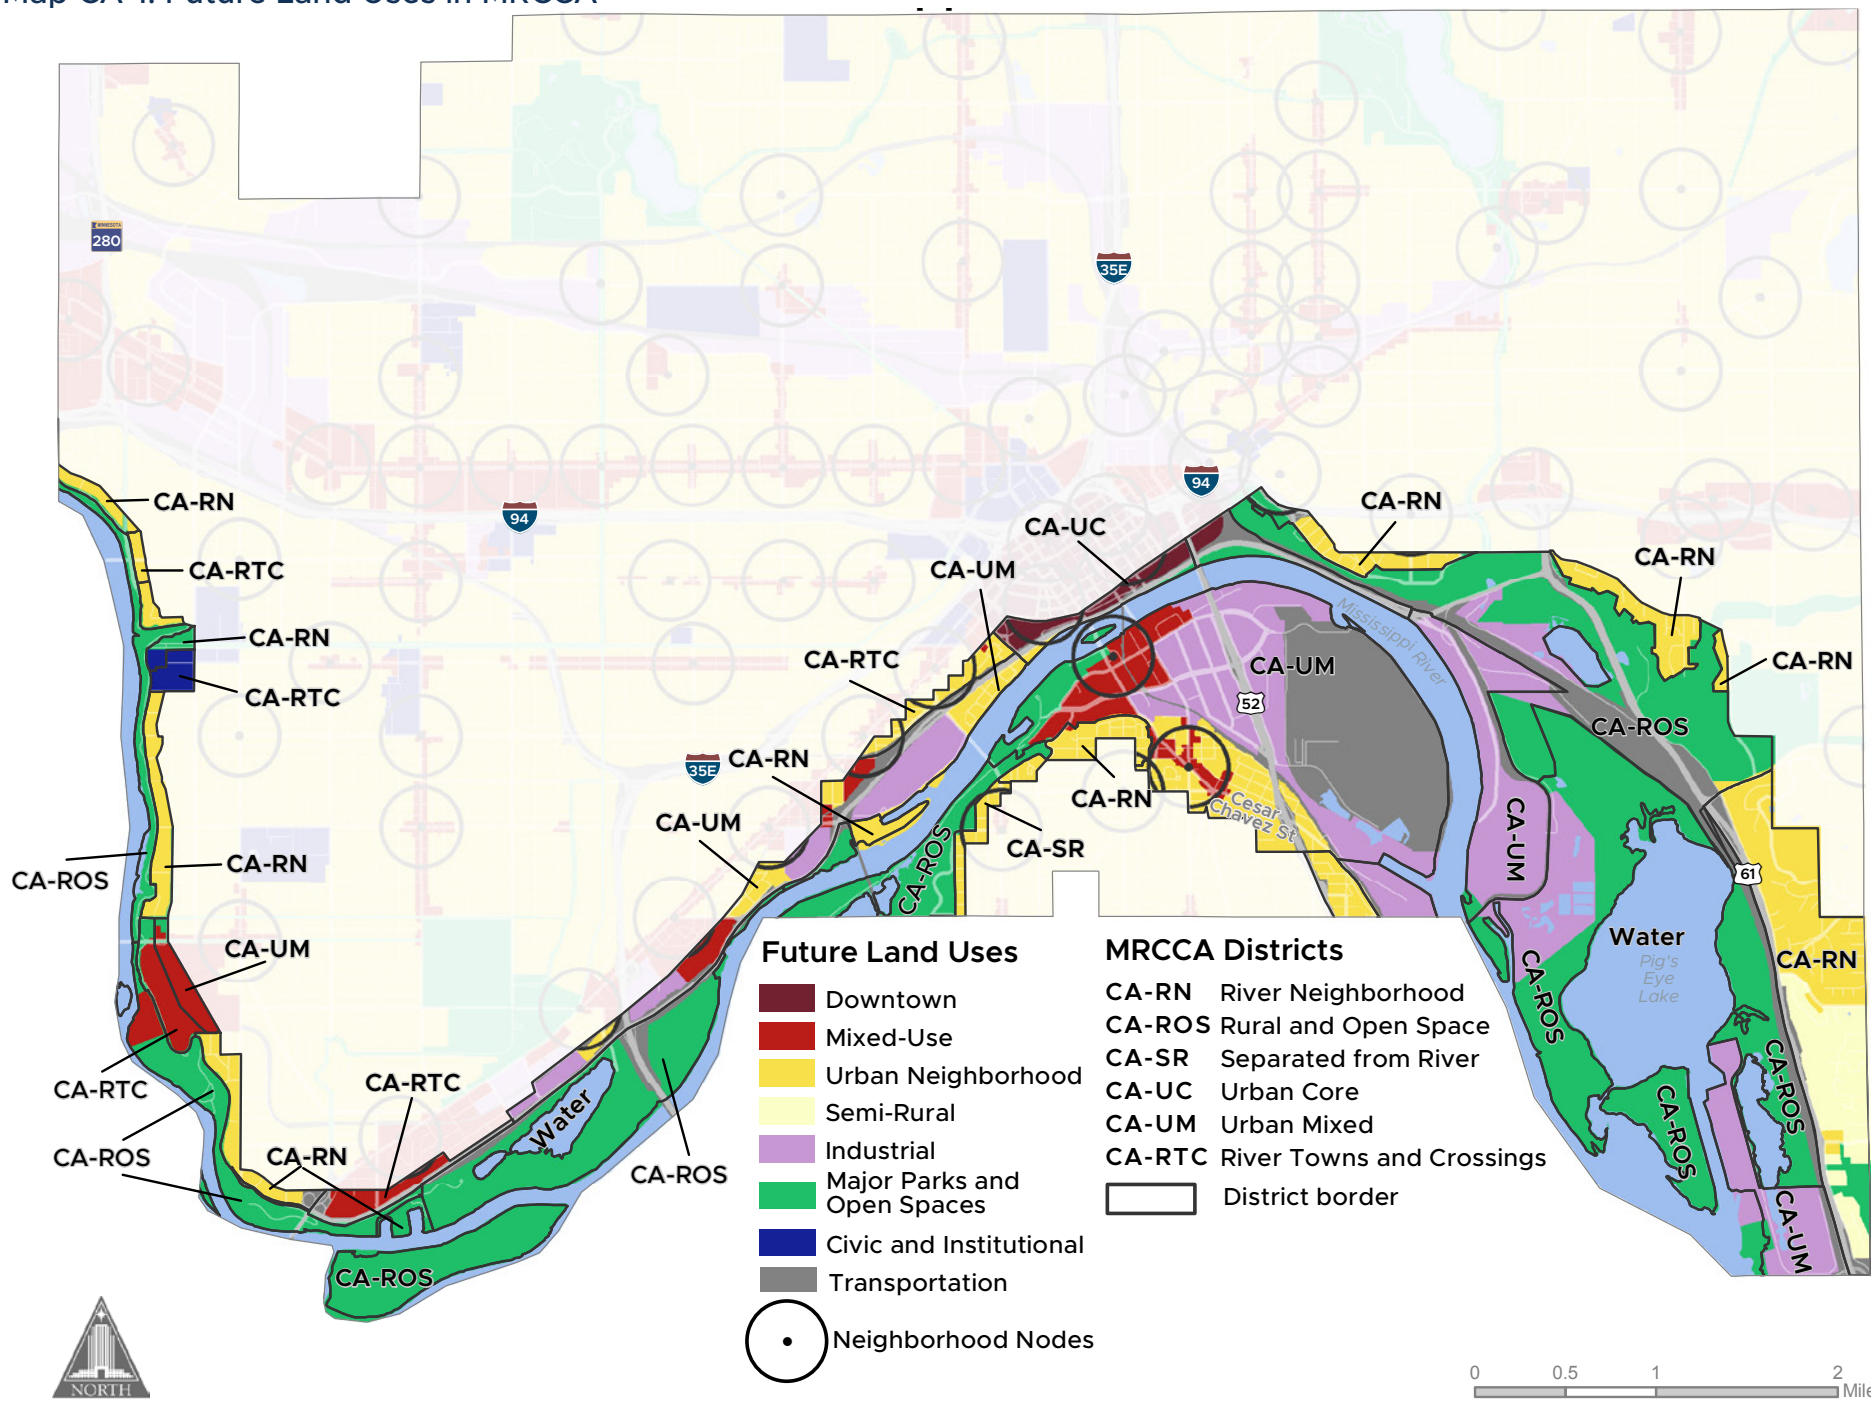 Map CA-4. Future Land Uses in MRCCA
MINNESOTA
280
35E
94
94
CA-RN
CA-RTC
CA-RN
CA-RTC
CA-UC
CA-UM
CA-RTC
CA-RN
CA-RN
CA-RN
Mississippi River
CA-UM
52
CA-ROS
35E
CA-RN
CA-RN
CA-UM
CA-SR
Cesar
Chavez St
CA-ROS
CA-UM
61
CA-ROS
CA-RN
CA-UM
CA-RTC
CA-ROS
CA-RN
CA-RTC
Water
CA-ROS
CA-ROS
Water
Pig's
Eye
Lake
CA-RN
CA-ROS
CA-ROS
CA-ROS
CA-UM
Future Land Uses
Downtown
Mixed-Use
Urban Neighborhood
Semi-Rural
Industrial
Major Parks and
Open Spaces
Civic and Institutional
Transportation
Neighborhood Nodes
MRCCA Districts
CA-RN River Neighborhood
CA-ROS Rural and Open Space
CA-SR Separated from River
CA-UC Urban Core
CA-UM Urban Mixed
CA-RTC River Towns and Crossings
District border
NORTH
0 0.5 1 2
Mile